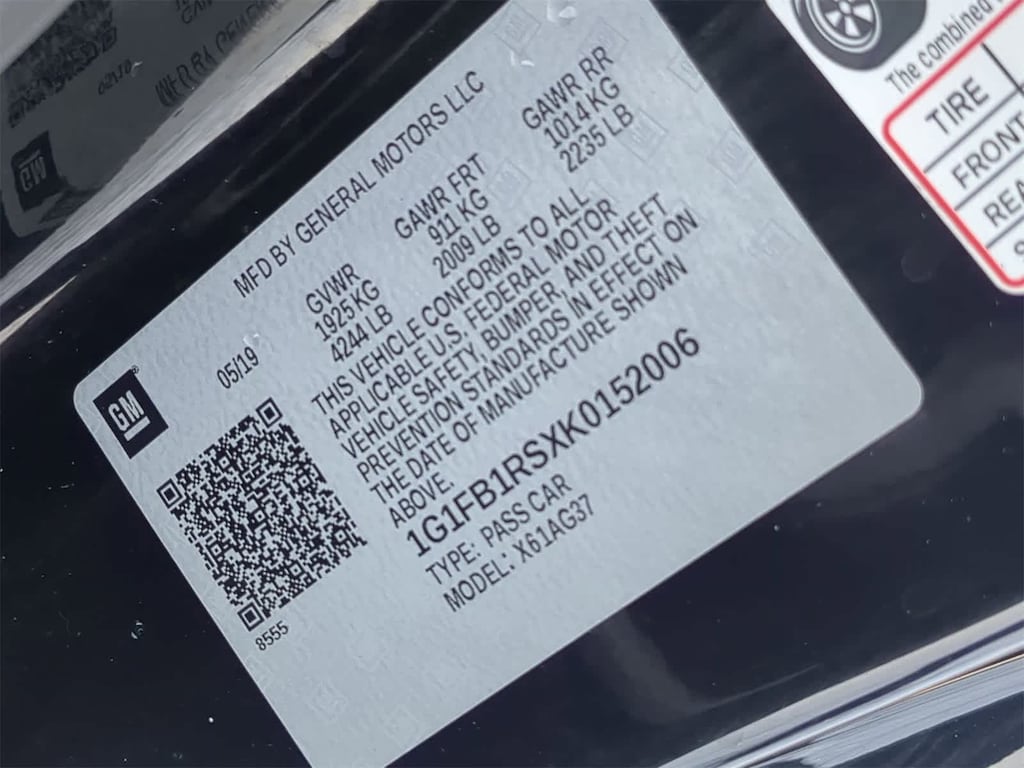 GM
MFD BY GENERAL MOTORS LLC
05/19
GVWR
1925 KG
4244 LB
GAWR FRT
911 KG
2009 LB
GAWR RR
1014 KG
2235 LB
THIS VEHICLE CONFORMS TO ALL
APPLICABLE U.S. FEDERAL MOTOR
VEHICLE SAFETY, BUMPER, AND THEFT
PREVENTION STANDARDS IN EFFECT ON
THE DATE OF MANUFACTURE SHOWN
ABOVE.
1G1FB1RSXK0152006
TYPE: PASS CAR
MODEL: X61AG37
8555
The combined
TIRE
FRONT
GM